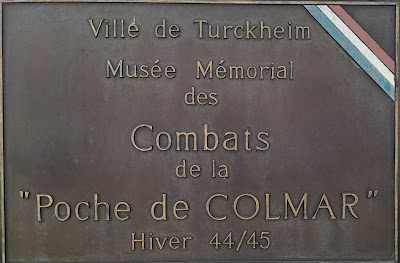 Ville de Turckheim
Musée Mémorial
des
Combats
de la
"Poche de COLMAR"
Hiver 44/45